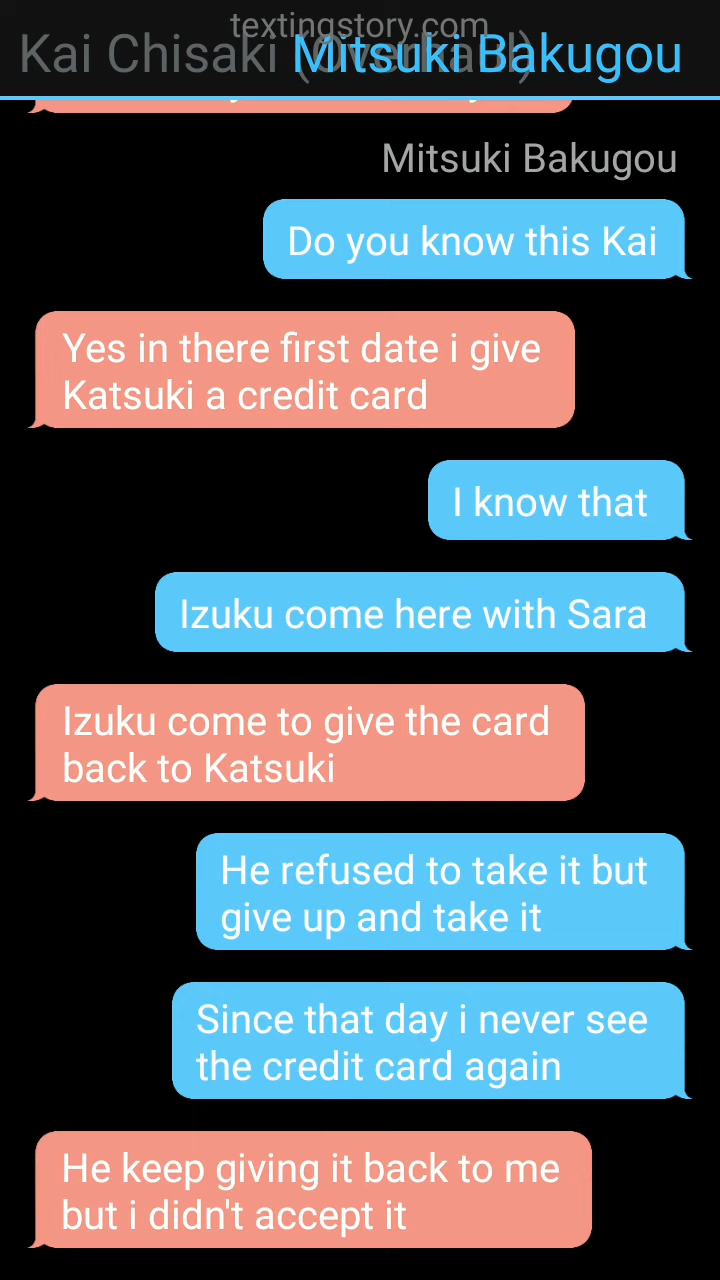 textingstory.com
Kai Chisaki (Overhaul)
Mitsuki Bakugou
Mitsuki Bakugou
Do you know this Kai
Yes in there first date i give
Katsuki a credit card
I know that
Izuku come here with Sara
Izuku come to give the card
back to Katsuki
He refused to take it but
give up and take it
Since that day i never see
the credit card again
He keep giving it back to me
but i didn't accept it